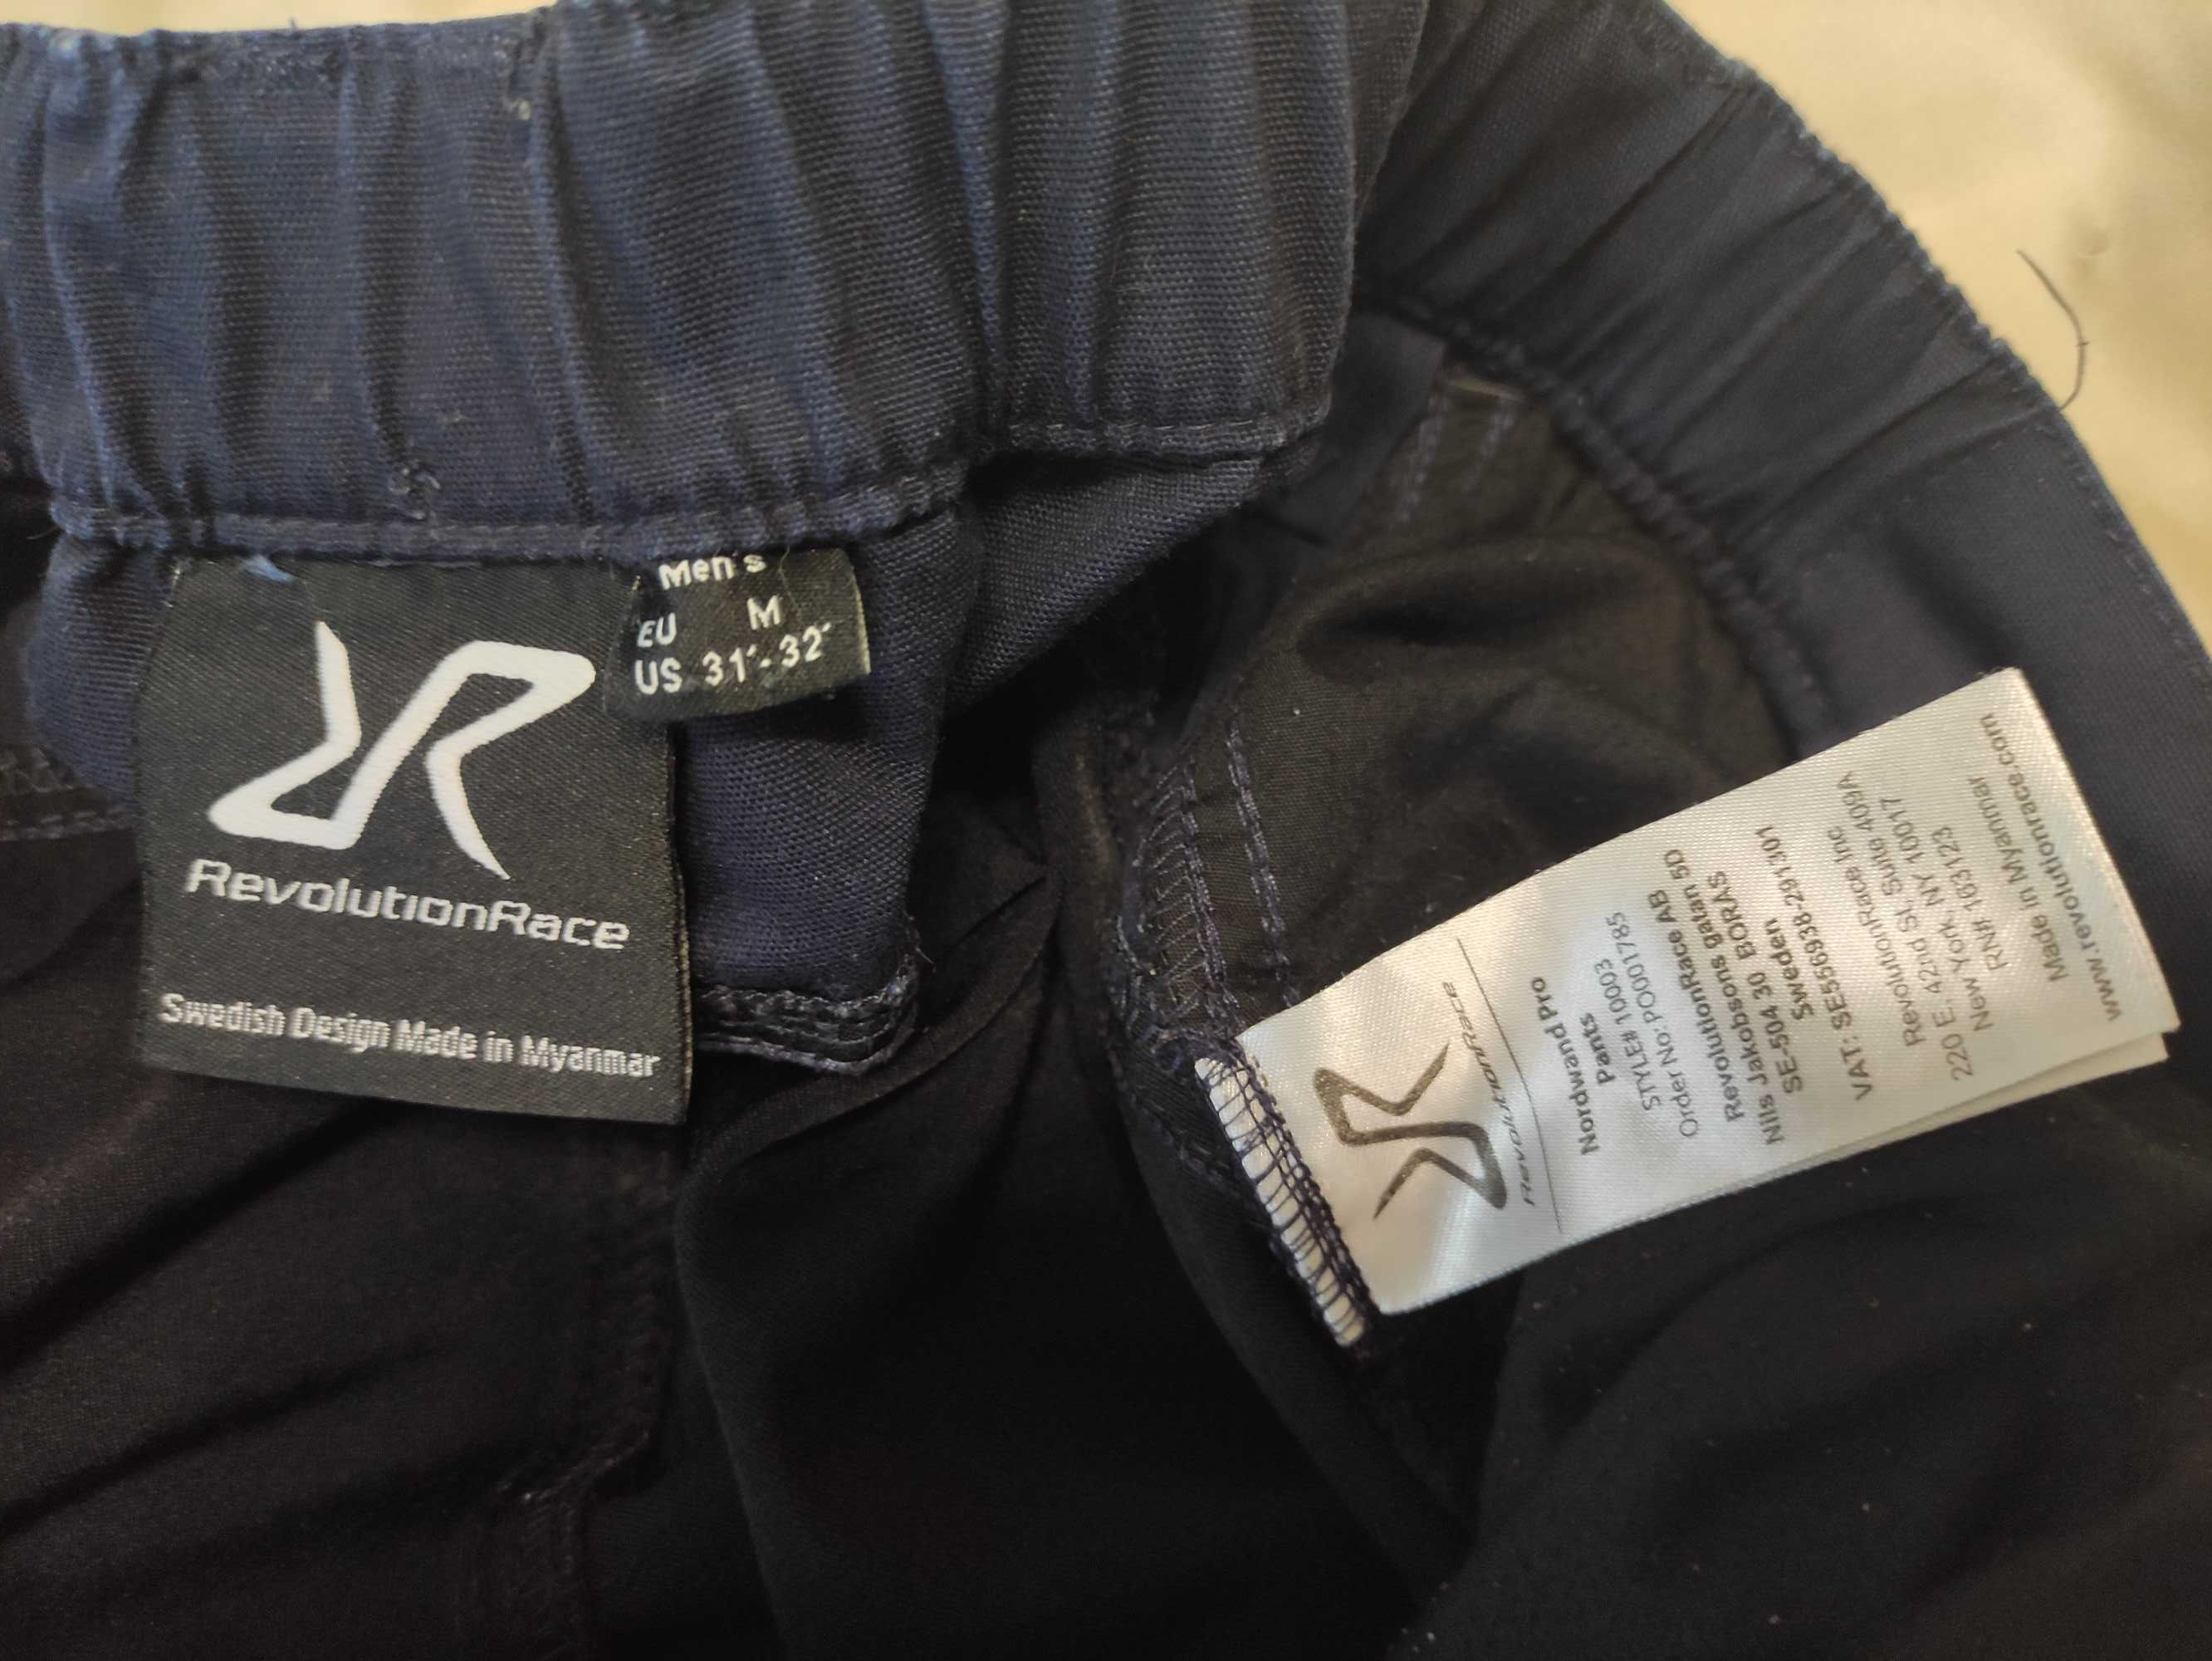 RevolutionRace
Swedish Design Made in Myanmar
Men's
EU M
US 31"-32"
RevolutionRace
Nordwand Pro
Pants
STYLE# 10003
Order No: PO001785
RevolutionRace AB
Nils Jakobsons gatan 5D
SE-504 30 BORAS
Sweden
VAT: SE556938-291301
RevolutionRace Inc
220 E. 42nd St, Suite 409A
New York, NY 10017
RN# 163123
Made in Myanmar
www.revolutionrace.com